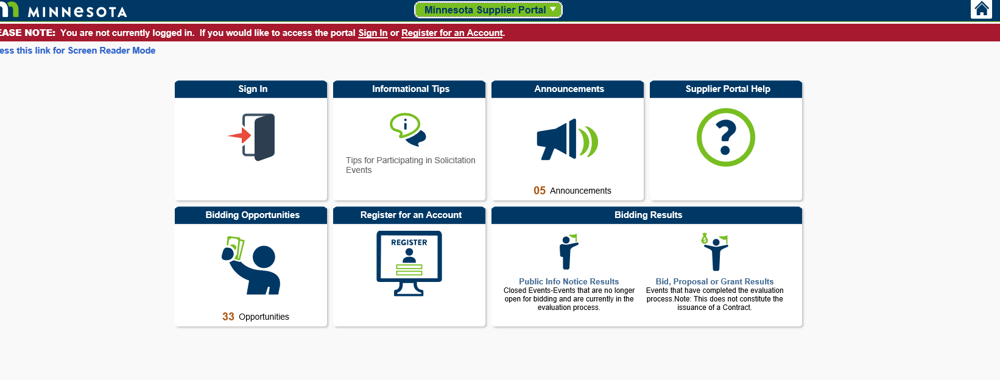 MINNESOTA
Minnesota Supplier Portal
EASE NOTE: You are not currently logged in. If you would like to access the portal Sign In or Register for an Account.
ess this link for Screen Reader Mode
Sign In
Informational Tips
Announcements
Supplier Portal Help
i
?
Tips for Participating in Solicitation
Events
05 Announcements
Bidding Opportunities
Register for an Account
Bidding Results
REGISTER
$
Public Info Notice Results
Closed Events-Events that are no longer
open for bidding and are currently in the
evaluation process.
Bid, Proposal or Grant Results
Events that have completed the evaluation
process.Note: This does not constitute the
issuance of a Contract.
33 Opportunities